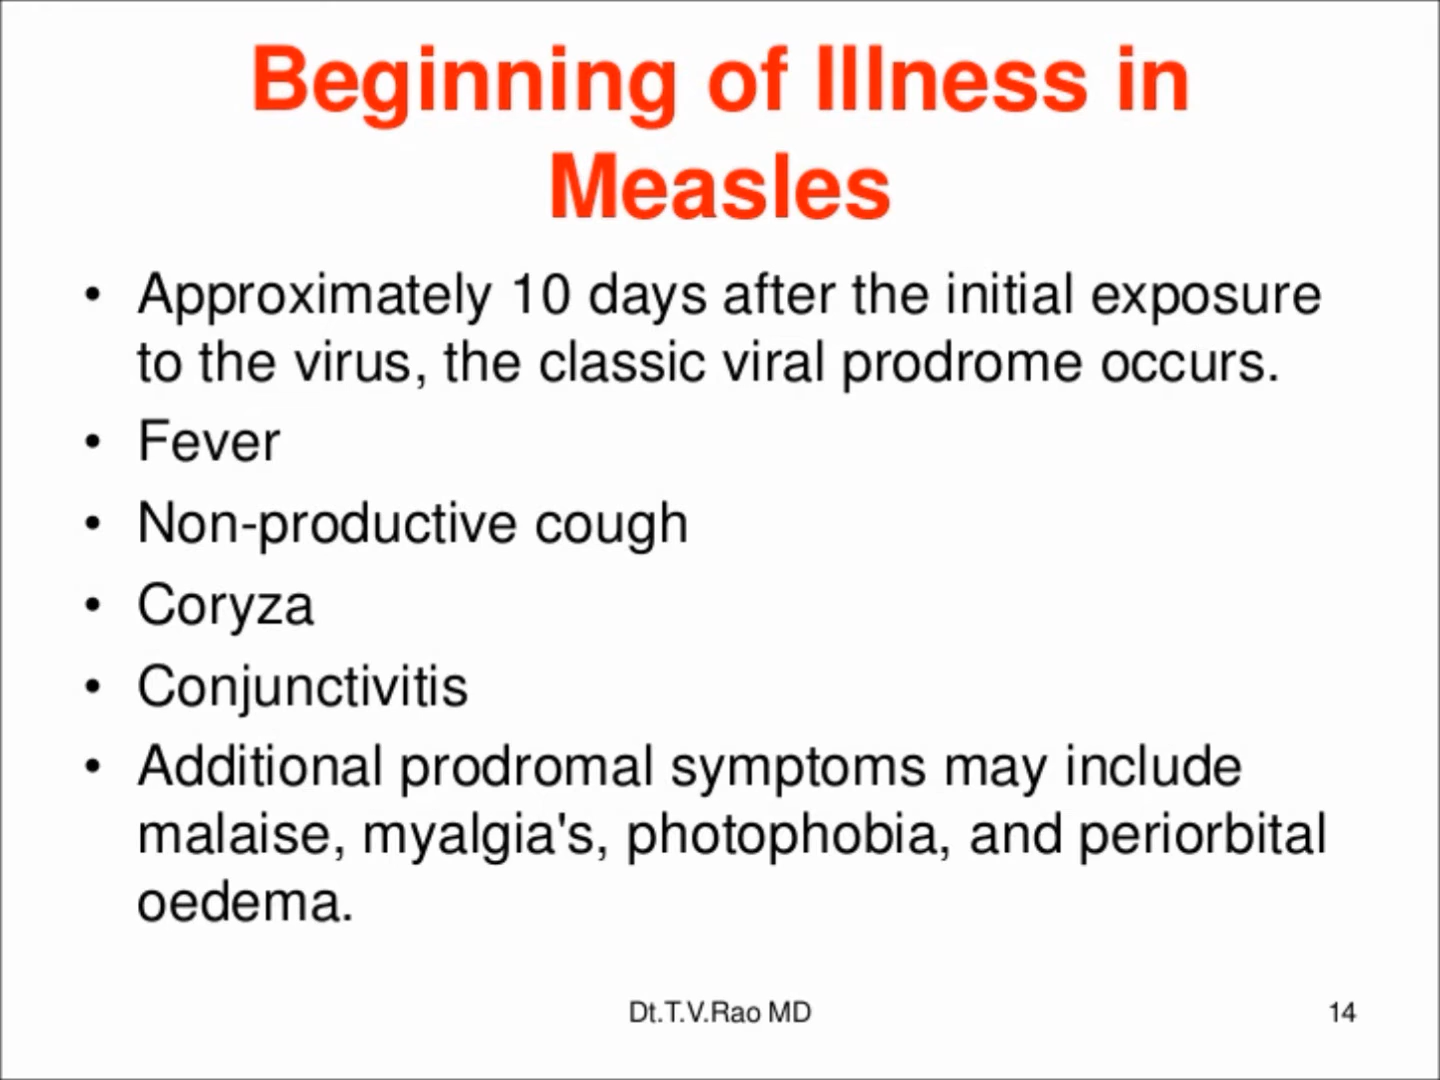 Beginning of Illness in
Measles
• Approximately 10 days after the initial exposure
to the virus, the classic viral prodrome occurs.
• Fever
• Non-productive cough
• Coryza
• Conjunctivitis
• Additional prodromal symptoms may include
malaise, myalgia's, photophobia, and periorbital
oedema.
Dt.T.V.Rao MD
14